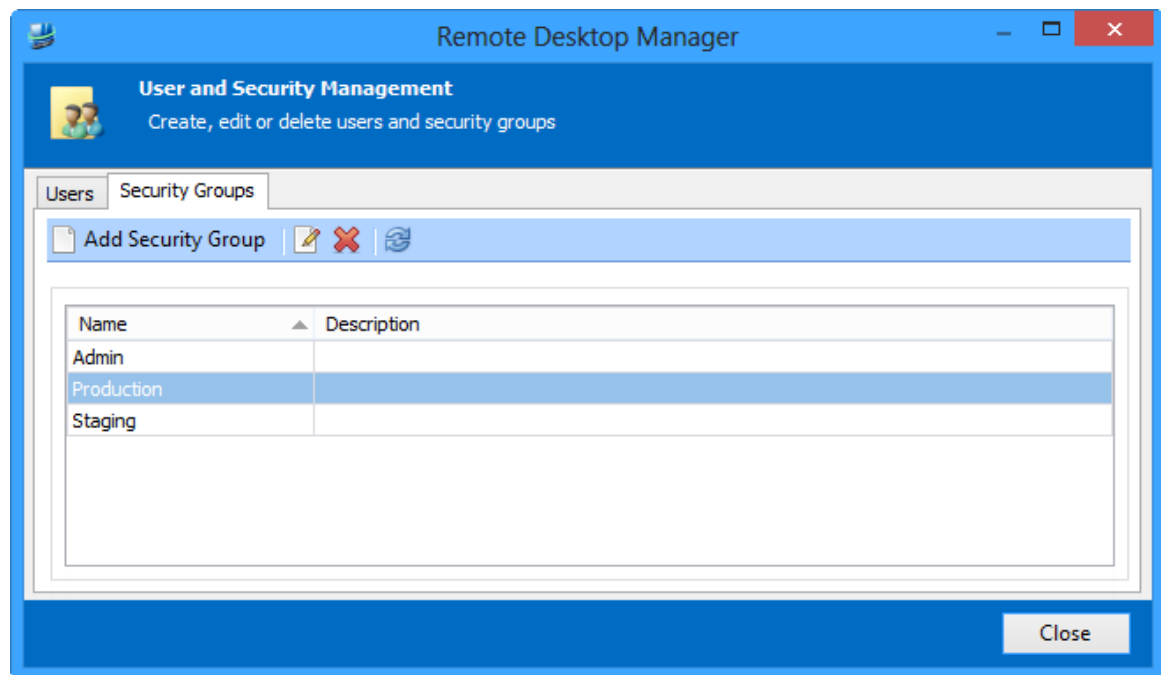 Remote Desktop Manager
User and Security Management
Create, edit or delete users and security groups
Users Security Groups
Add Security Group
Name Description
Admin
Production
Staging
Close